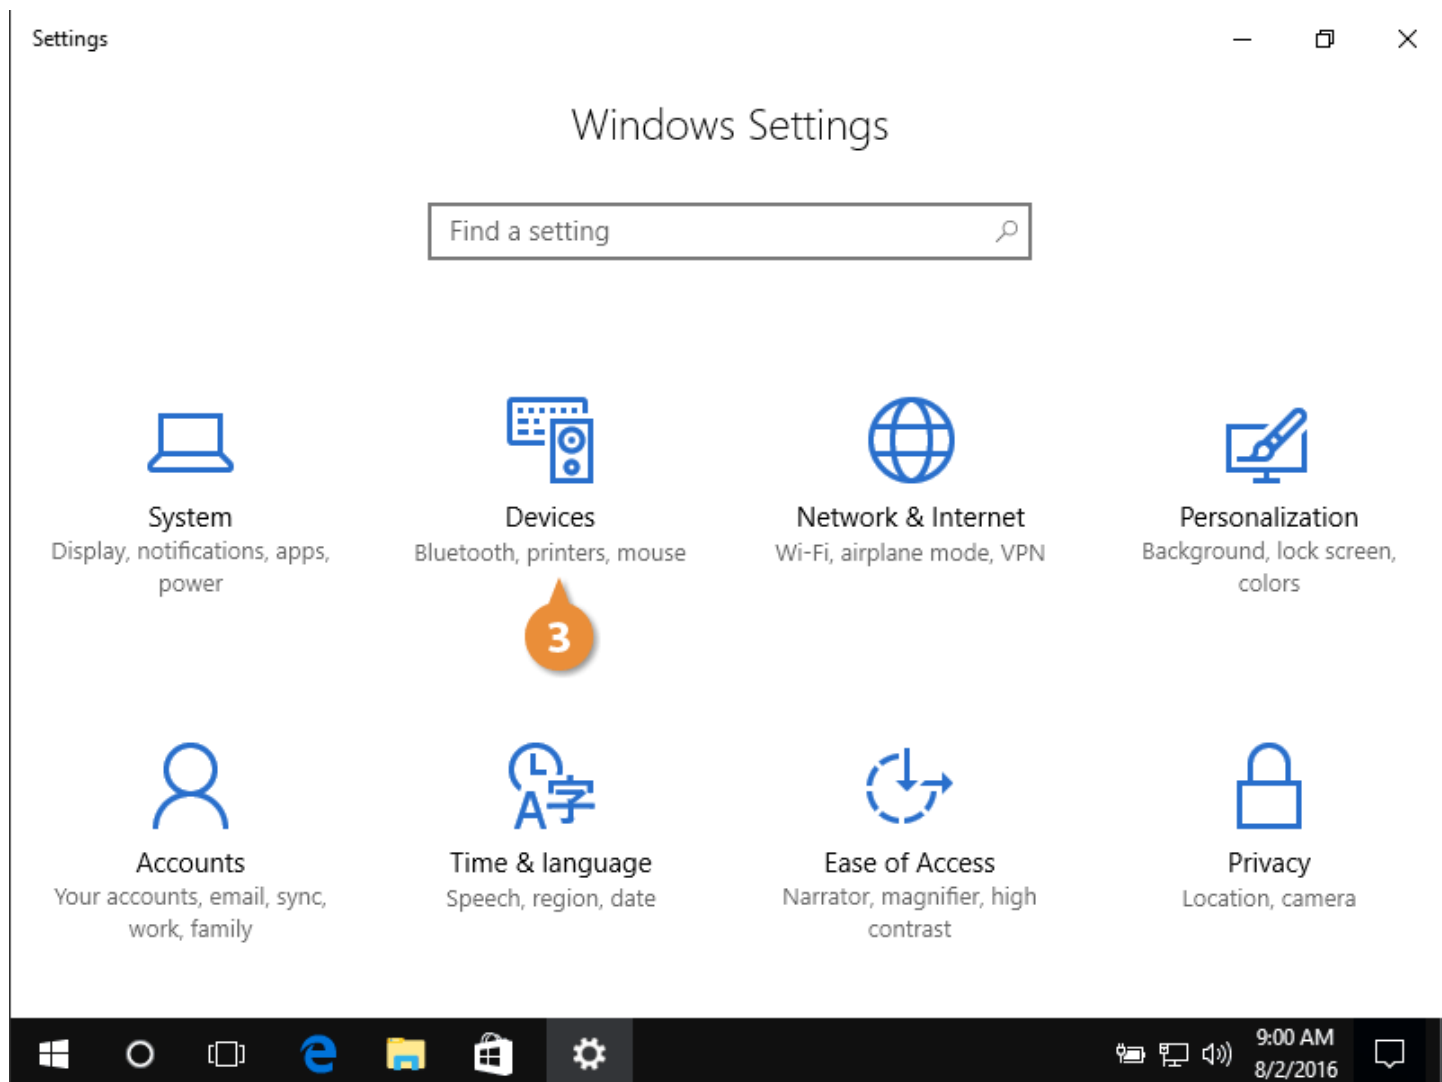 Settings
Windows Settings
Find a setting
System
Display, notifications, apps,
power
Devices
Bluetooth, printers, mouse
3
Network & Internet
Wi-Fi, airplane mode, VPN
Personalization
Background, lock screen,
colors
Accounts
Your accounts, email, sync,
work, family
A字
Time & language
Speech, region, date
Ease of Access
Narrator, magnifier, high
contrast
Privacy
Location, camera
9:00 AM
8/2/2016